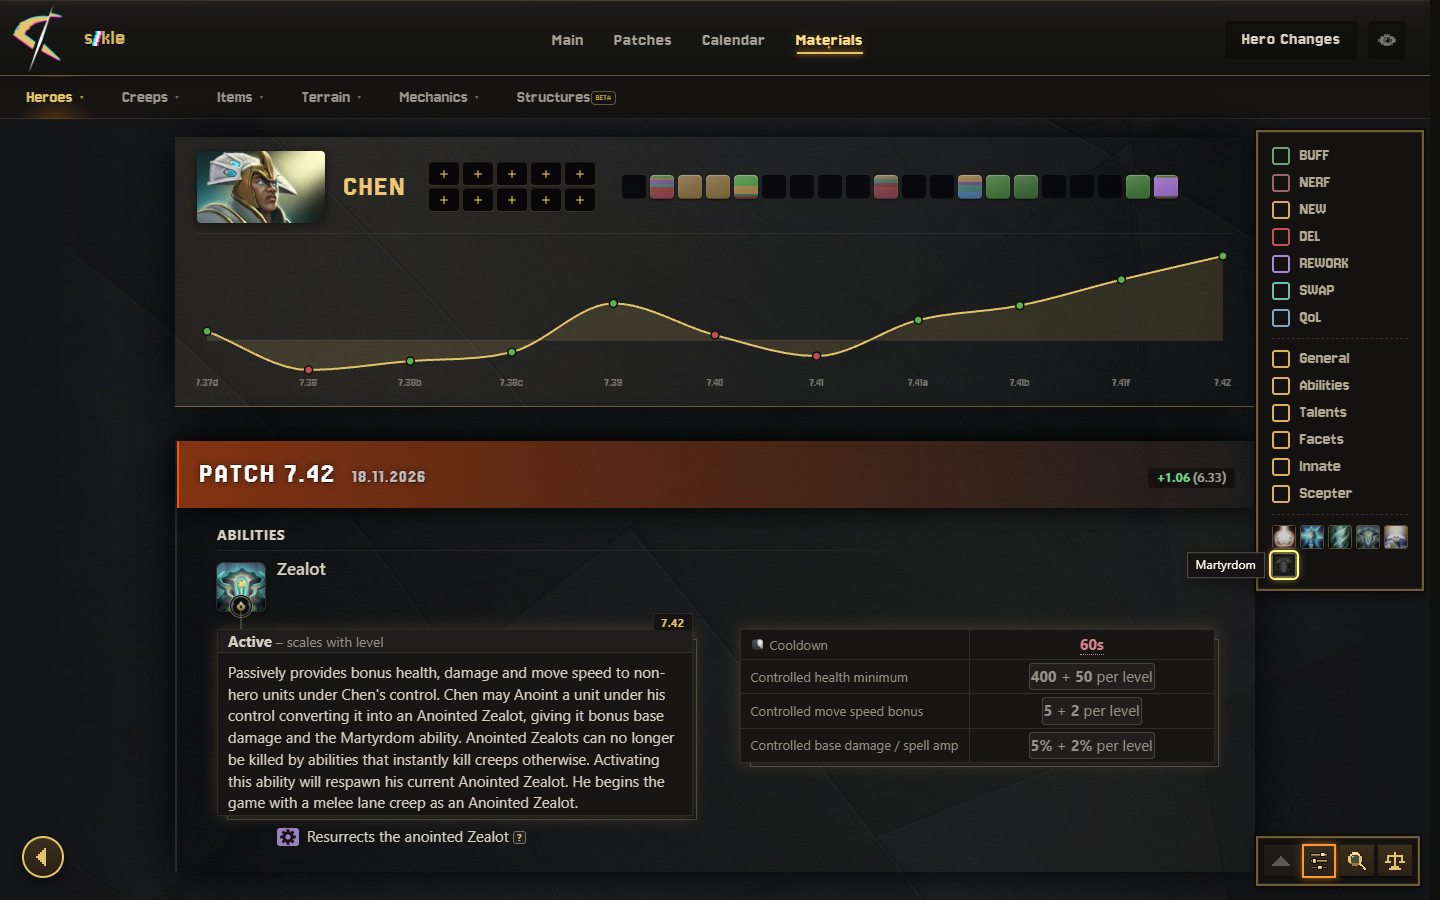 sikle
Main
Patches
Calendar
Materials
Hero Changes
Heroes
Creeps
Items
Terrain
Mechanics
Structures BETA
CHEN
+ + + + +
+ + + + +
7.37d
7.38
7.38b
7.38c
7.39
7.40
7.41
7.41a
7.41b
7.41f
7.42
PATCH 7.42 18.11.2026
+1.06 (6.33)
ABILITIES
Zealot
7.42
Active – scales with level
Passively provides bonus health, damage and move speed to non-
hero units under Chen's control. Chen may Anoint a unit under his
control converting it into an Anointed Zealot, giving it bonus base
damage and the Martyrdom ability. Anointed Zealots can no longer
be killed by abilities that instantly kill creeps otherwise. Activating
this ability will respawn his current Anointed Zealot. He begins the
game with a melee lane creep as an Anointed Zealot.
Resurrects the anointed Zealot ?
Cooldown 60s
Controlled health minimum 400 + 50 per level
Controlled move speed bonus 5 + 2 per level
Controlled base damage / spell amp 5% + 2% per level
BUFF
NERF
NEW
DEL
REWORK
SWAP
QoL
General
Abilities
Talents
Facets
Innate
Scepter
Martyrdom